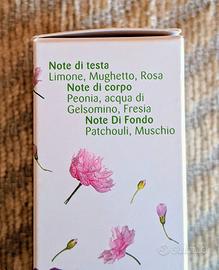 Note di testa
Limone, Mughetto, Rosa
Note di corpo
Peonia, acqua di
Gelsomino, Fresia
Note Di Fondo
Patchouli, Muschio